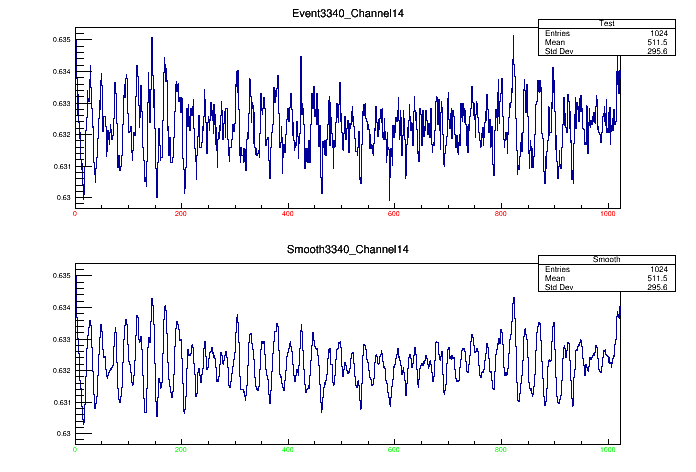 Event3340_Channel14
Test
Entries 1024
Mean 511.5
Std Dev 295.6
0.635
0.634
0.633
0.632
0.631
0.63
0 200 400 600 800 1000
Smooth3340_Channel14
Smooth
Entries 1024
Mean 511.5
Std Dev 295.6
0.635
0.634
0.633
0.632
0.631
0.63
0 200 400 600 800 1000